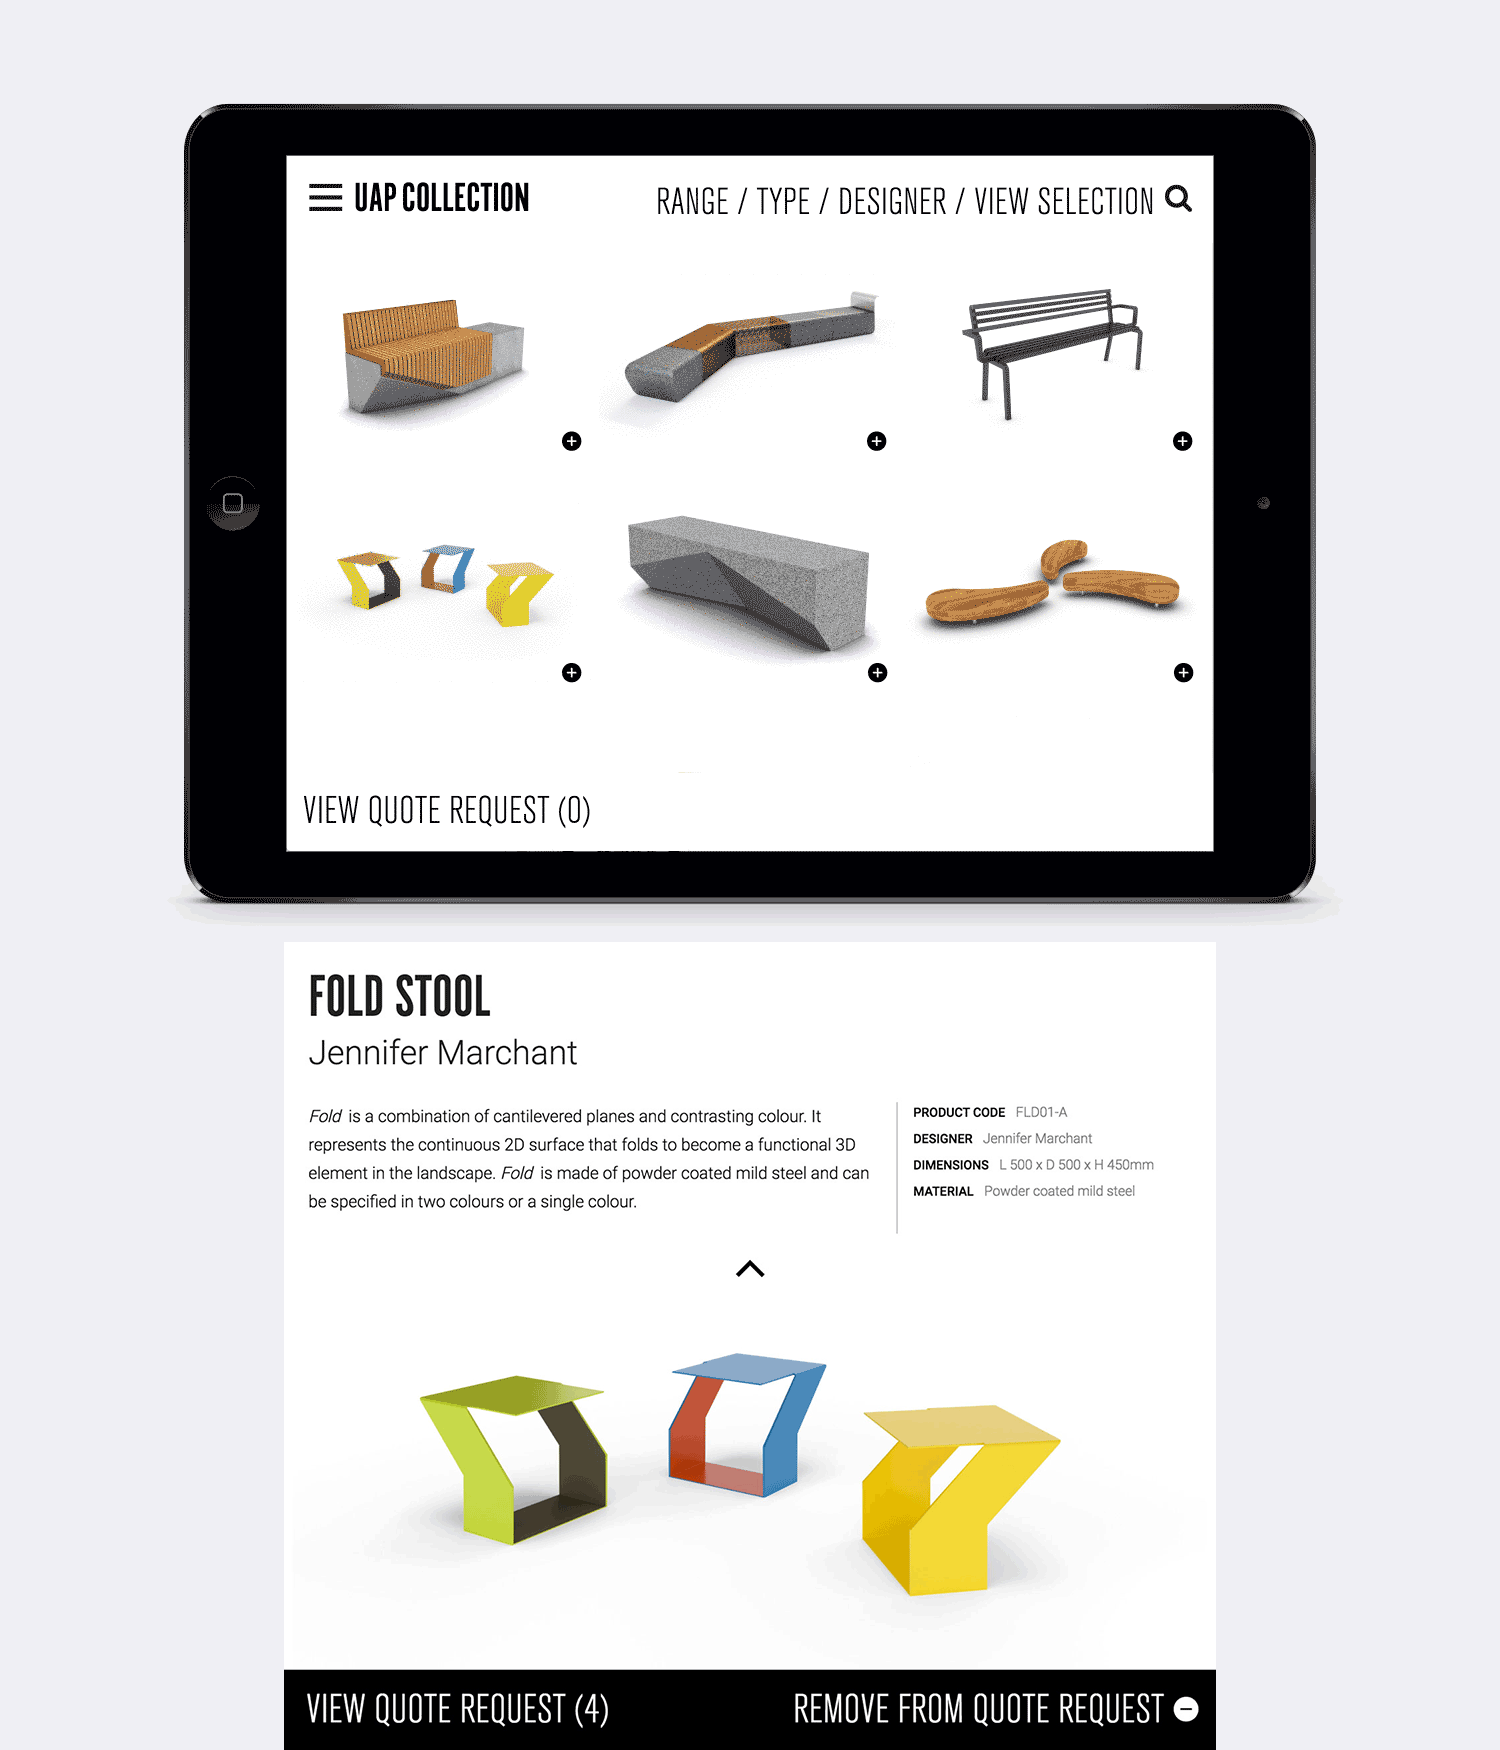 UAP COLLECTION
RANGE / TYPE / DESIGNER / VIEW SELECTION
VIEW QUOTE REQUEST (0)
FOLD STOOL
Jennifer Marchant
Fold is a combination of cantilevered planes and contrasting colour. It
represents the continuous 2D surface that folds to become a functional 3D
element in the landscape. Fold is made of powder coated mild steel and can
be specified in two colours or a single colour.
PRODUCT CODE FLD01-A
DESIGNER Jennifer Marchant
DIMENSIONS L 500 x D 500 x H 450mm
MATERIAL Powder coated mild steel
VIEW QUOTE REQUEST (4)
REMOVE FROM QUOTE REQUEST